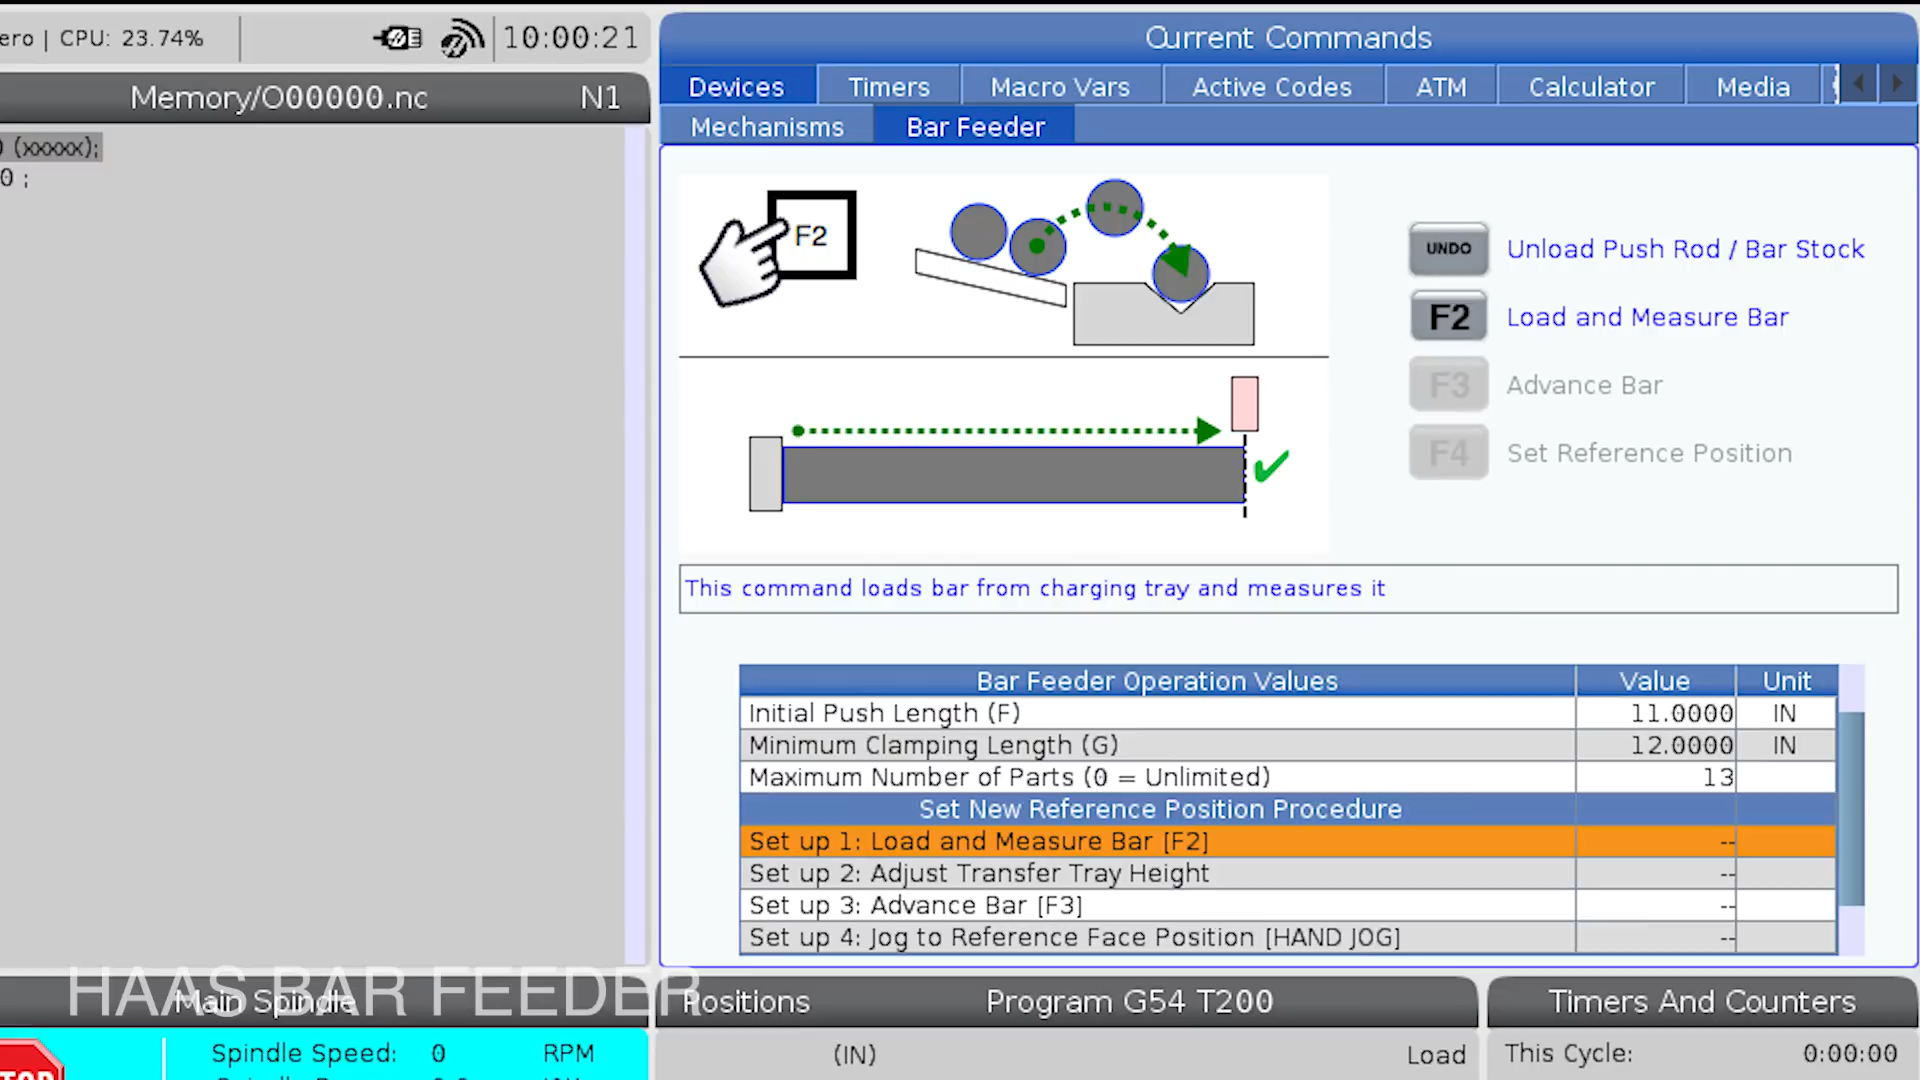 ero | CPU: 23.74%
10:00:21
Memory/O00000.nc N1
(xxxxx);
0 ;
Current Commands
Devices Timers Macro Vars Active Codes ATM Calculator Media
Mechanisms Bar Feeder
F2
UNDO Unload Push Rod / Bar Stock
F2 Load and Measure Bar
F3 Advance Bar
F4 Set Reference Position
This command loads bar from charging tray and measures it
Bar Feeder Operation Values Value Unit
Initial Push Length (F) 11.0000 IN
Minimum Clamping Length (G) 12.0000 IN
Maximum Number of Parts (0 = Unlimited) 13
Set New Reference Position Procedure
Set up 1: Load and Measure Bar [F2] --
Set up 2: Adjust Transfer Tray Height --
Set up 3: Advance Bar [F3] --
Set up 4: Jog to Reference Face Position [HAND JOG] --
HAAS BAR FEEDER
Main Spindle
Positions Program G54 T200
Timers And Counters
Spindle Speed: 0 RPM
(IN) Load
This Cycle: 0:00:00